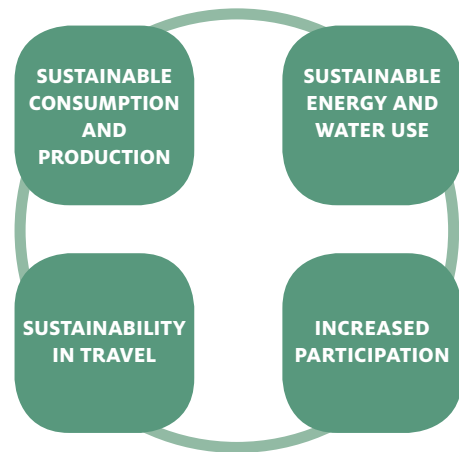 SUSTAINABLE
CONSUMPTION
AND
PRODUCTION
SUSTAINABLE
ENERGY AND
WATER USE
SUSTAINABILITY
IN TRAVEL
INCREASED
PARTICIPATION